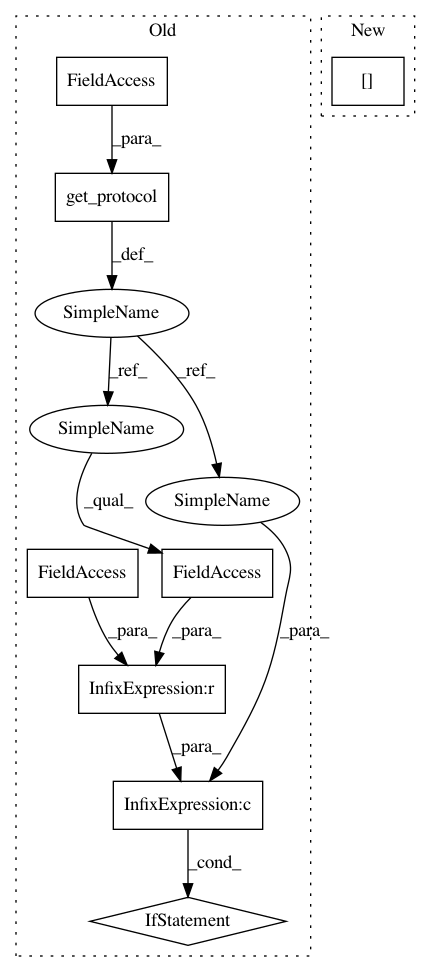 Old
New
FieldAccess
[]
_para_
get_protocol
_def_
SimpleName
_ref_
_ref_
SimpleName
SimpleName
_qual_
FieldAccess
FieldAccess
_para_
_para_
_para_
InfixExpression:r
_para_
InfixExpression:c
_cond_
IfStatement